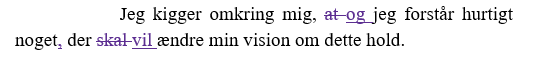 Jeg kigger omkring mig, at og jeg forstår hurtigt
noget, der skal vil ændre min vision om dette hold.